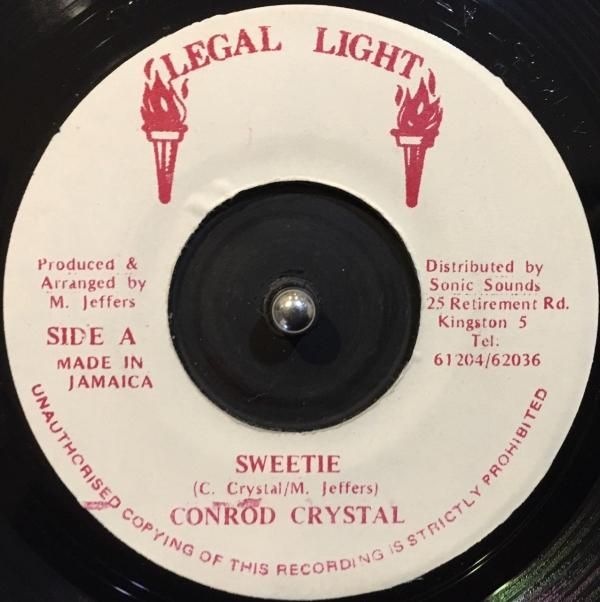 LEGAL LIGHT
Produced &
Arranged by
M. Jeffers
SIDE A
MADE IN
JAMAICA
Distributed by
Sonic Sounds
25 Retirement Rd.
Kingston 5
Tel:
61204/62036
SWEETIE
(C. Crystal/M. Jeffers)
CONROD CRYSTAL
UNAUTHORISED COPYING OF THIS RECORDING IS STRICTLY PROHIBITED